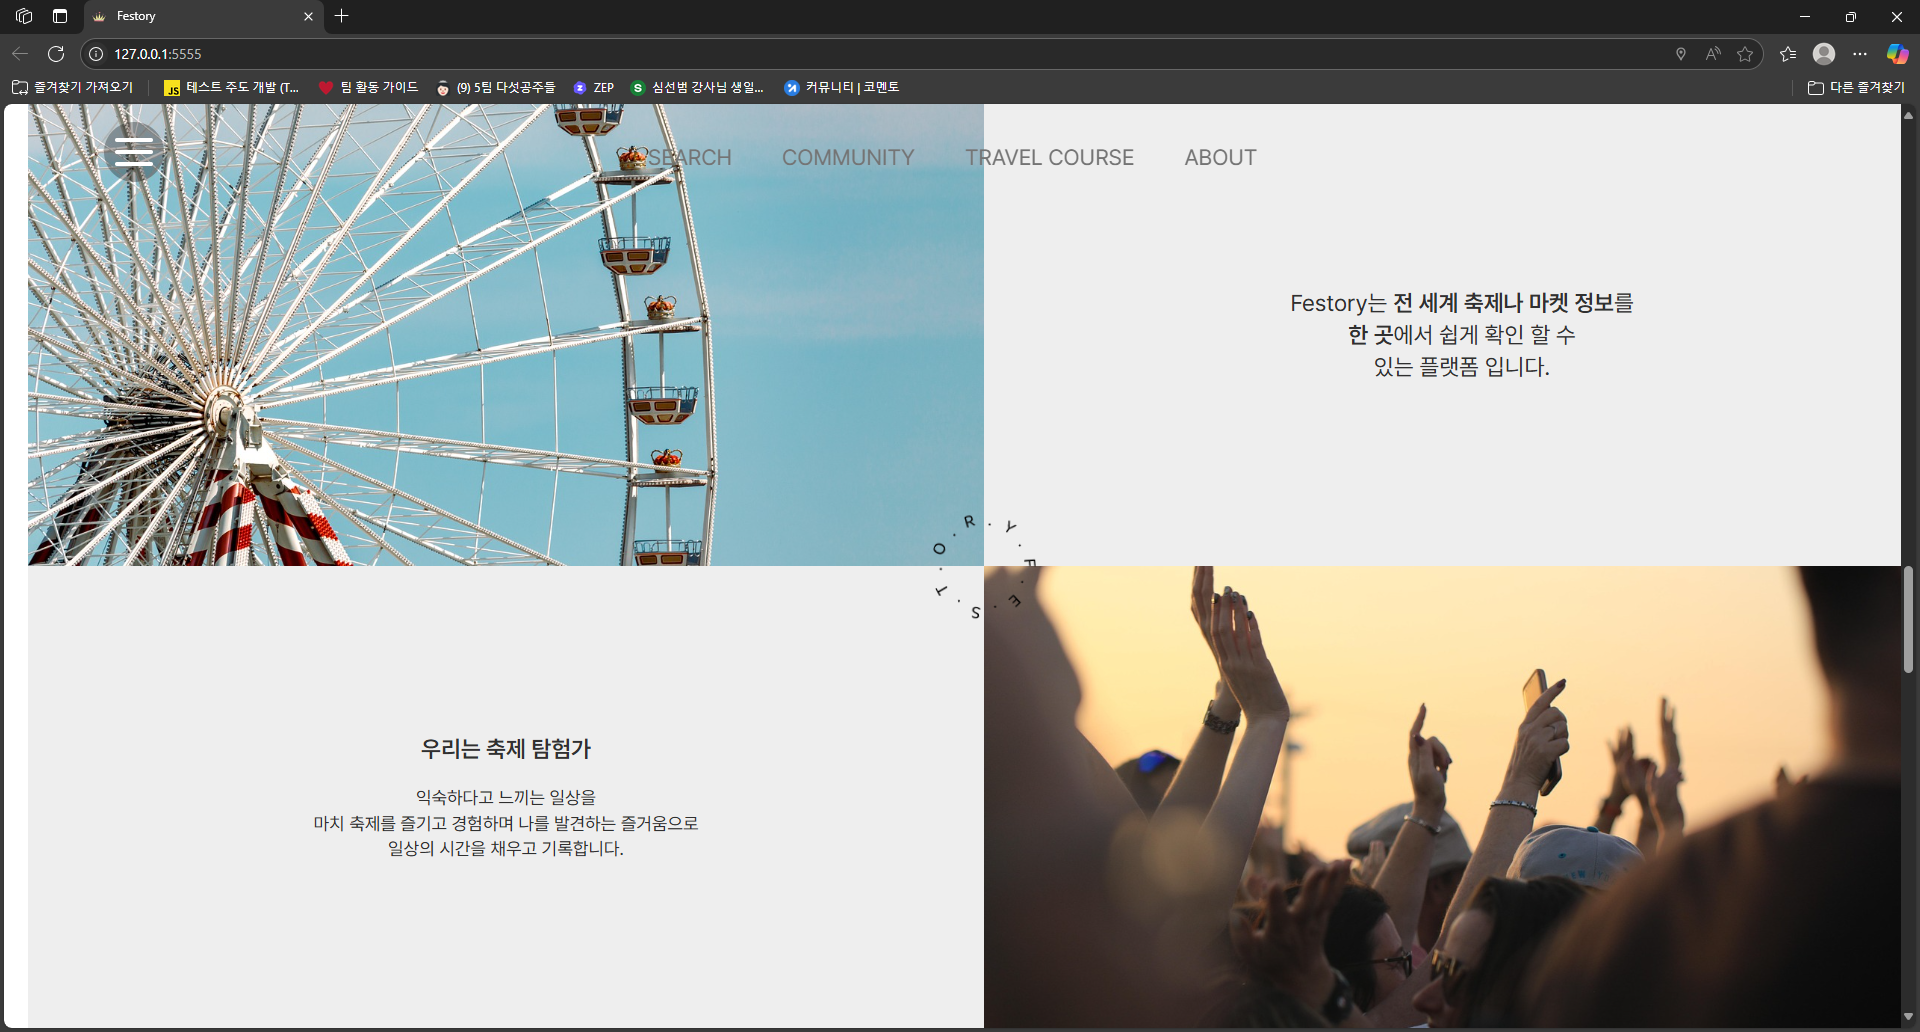 Festory
127.0.0.1:5555
즐겨찾기 가져오기
테스트 주도 개발 (T...
팀 활동 가이드
(9) 5팀 다섯공주들
ZEP
심선범 강사님 생일...
커뮤니티 | 코멘토
다른 즐겨찾기
SEARCH
COMMUNITY
TRAVEL COURSE
ABOUT
Festory는 전 세계 축제나 마켓 정보를
한 곳에서 쉽게 확인 할 수
있는 플랫폼 입니다.
F · E · S · T · O · R · Y ·
우리는 축제 탐험가
익숙하다고 느끼는 일상을
마치 축제를 즐기고 경험하며 나를 발견하는 즐거움으로
일상의 시간을 채우고 기록합니다.